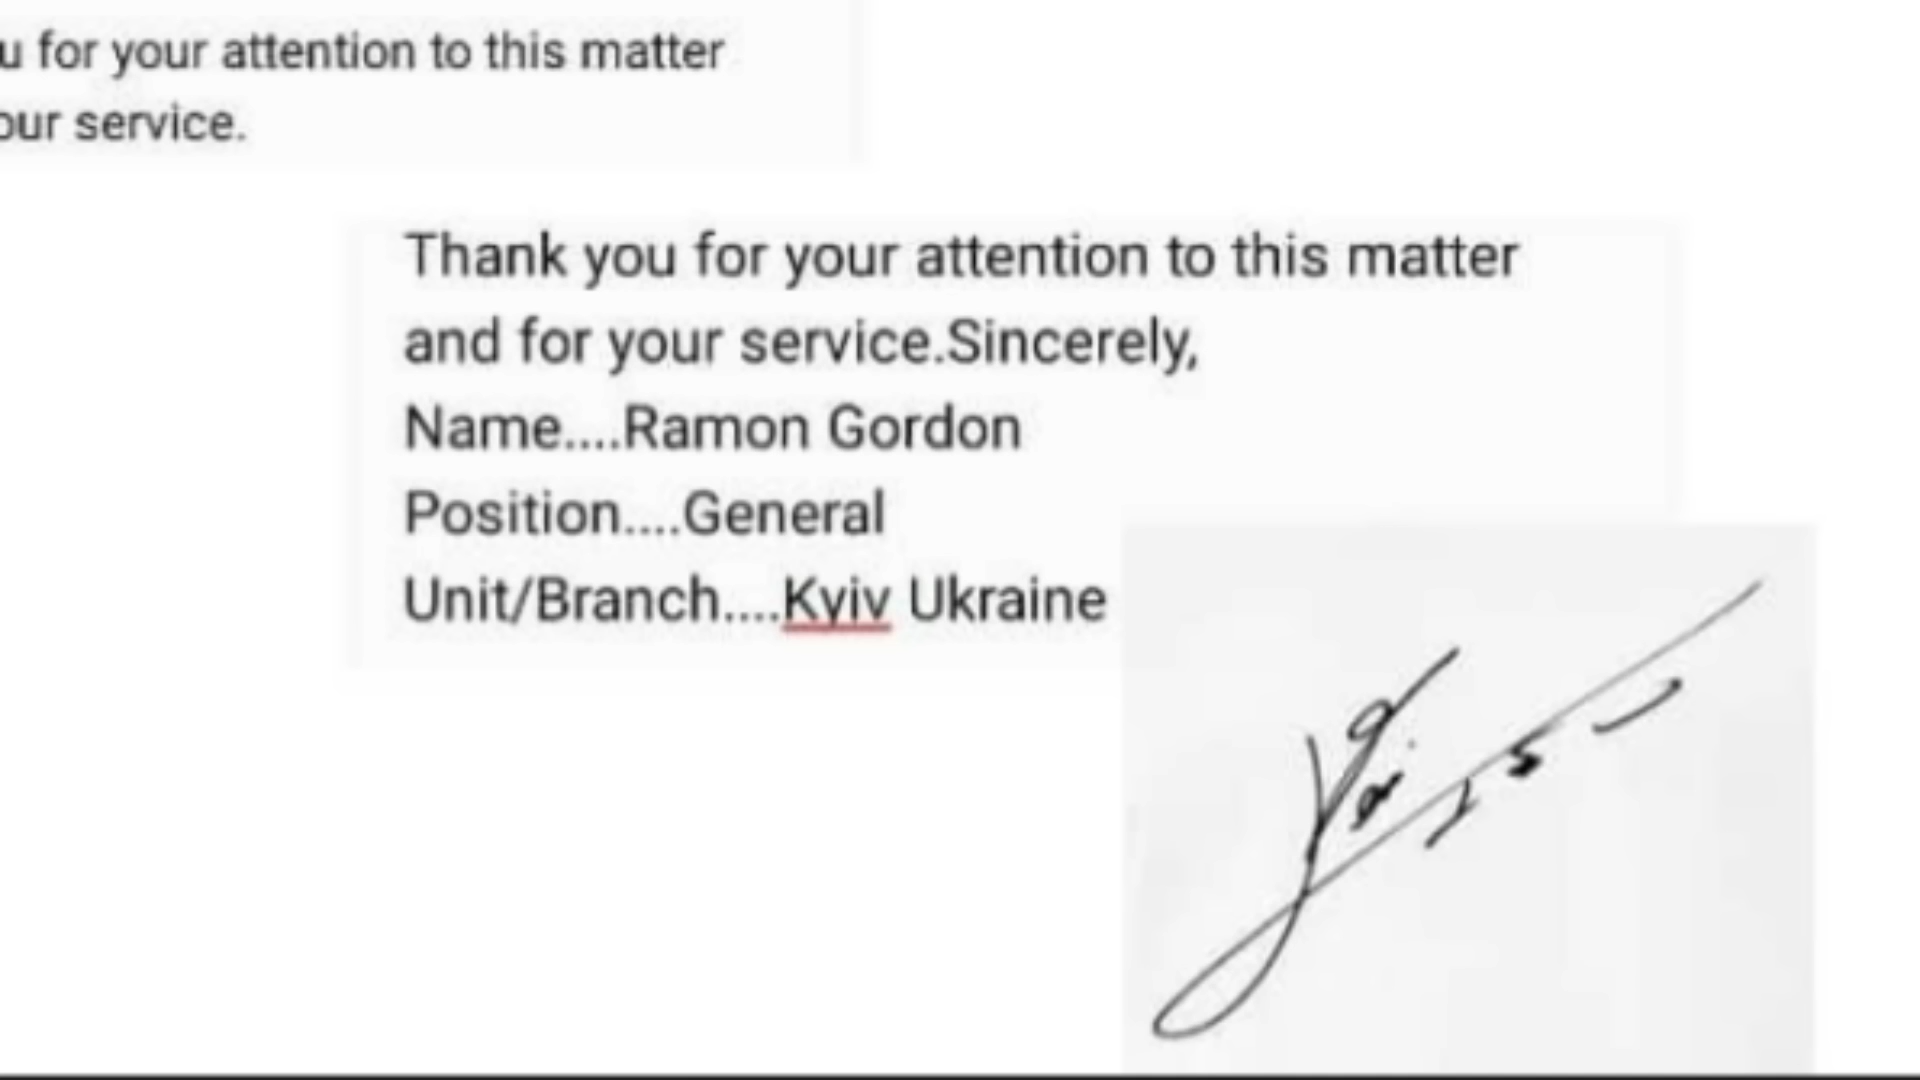 u for your attention to this matter
our service.
Thank you for your attention to this matter
and for your service.Sincerely,
Name....Ramon Gordon
Position....General
Unit/Branch....Kyiv Ukraine